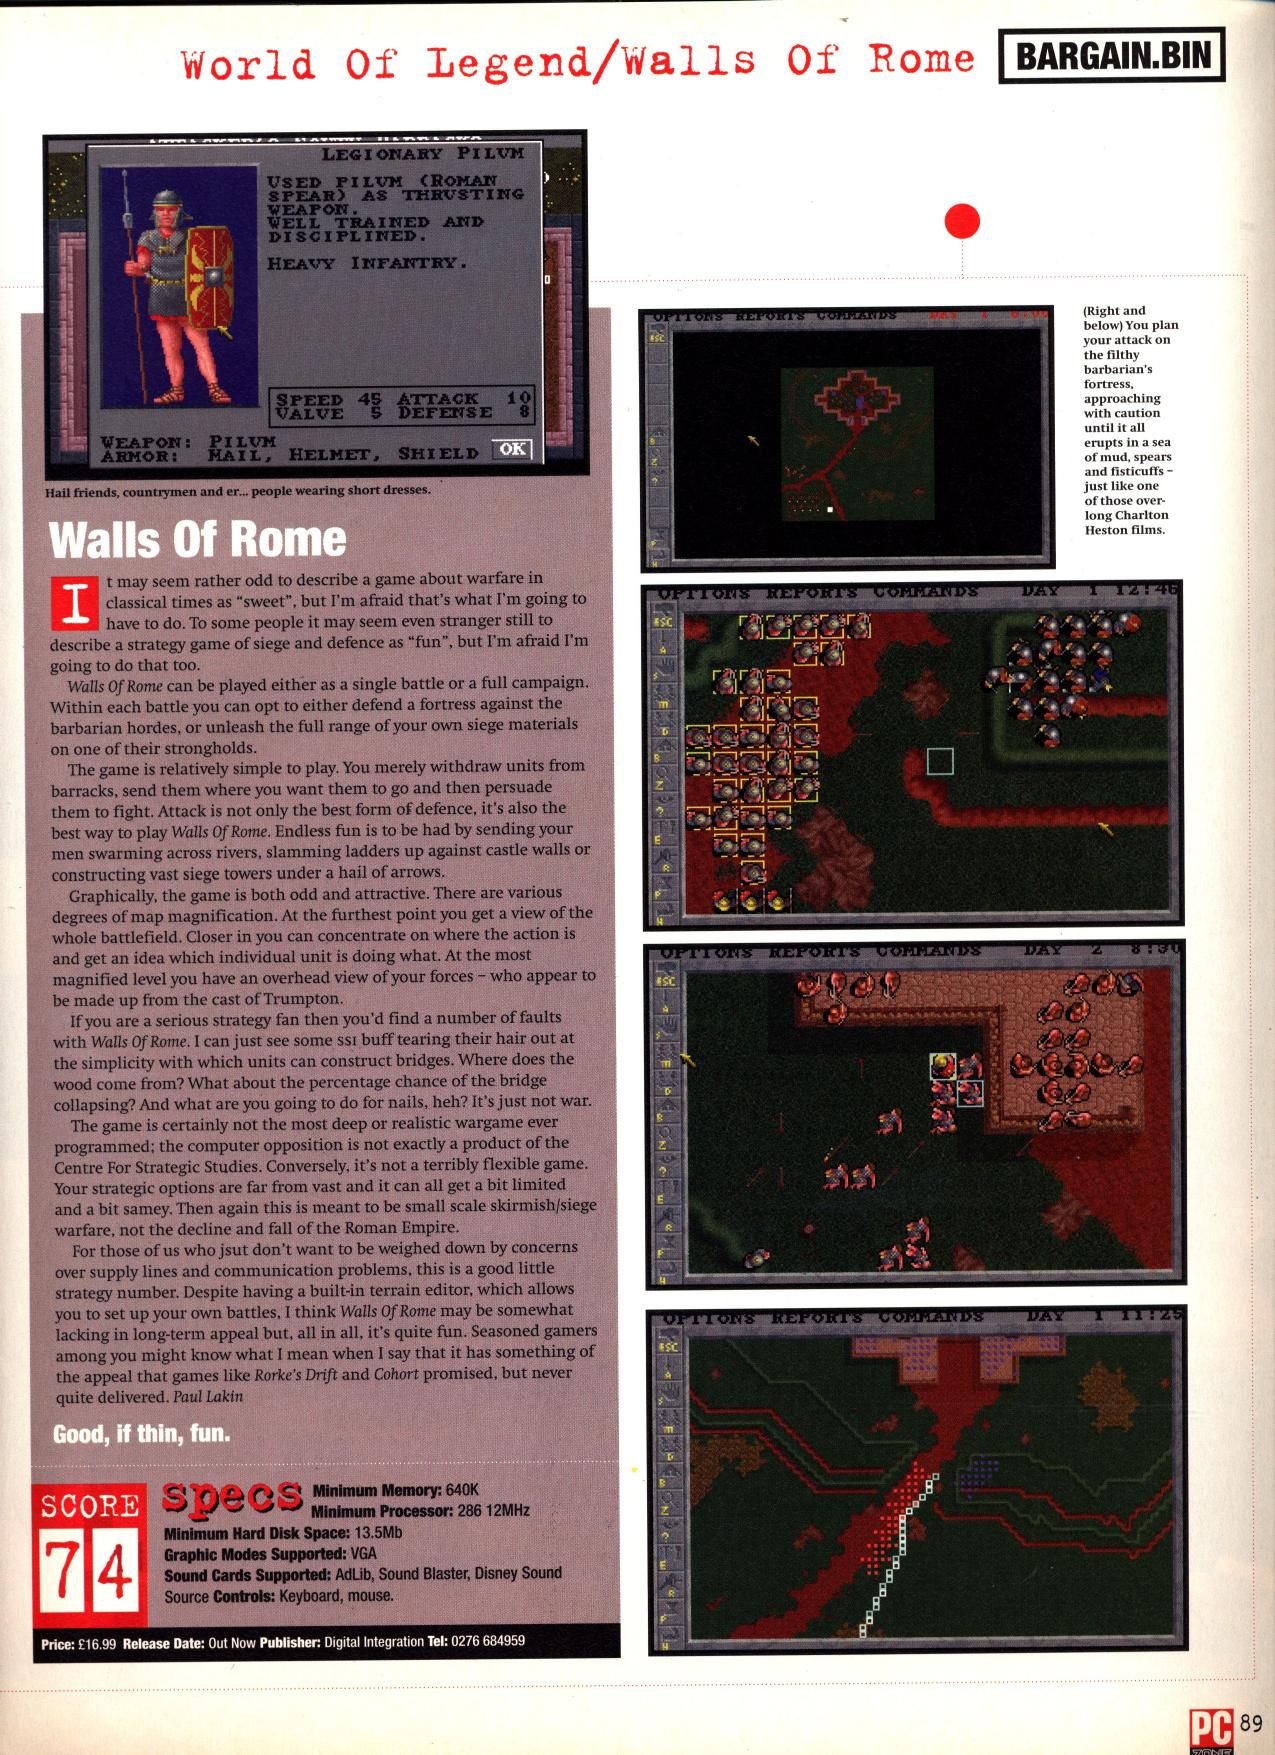 World Of Legend/Walls Of Rome
BARGAIN.BIN
LEGIONARY PILUM
USED PILUM (ROMAN
SPEAR) AS THRUSTING
WEAPON.
WELL TRAINED AND
DISCIPLINED.
HEAVY INFANTRY.
SPEED 45 ATTACK 10
VALUE 5 DEFENSE 8
WEAPON: PILUM
ARMOR: MAIL, HELMET, SHIELD
OK
Hail friends, countrymen and er... people wearing short dresses.
Walls Of Rome
It may seem rather odd to describe a game about warfare in
classical times as "sweet", but I'm afraid that's what I'm going to
have to do. To some people it may seem even stranger still to
describe a strategy game of siege and defence as "fun", but I'm afraid I'm
going to do that too.
Walls Of Rome can be played either as a single battle or a full campaign.
Within each battle you can opt to either defend a fortress against the
barbarian hordes, or unleash the full range of your own siege materials
on one of their strongholds.
The game is relatively simple to play. You merely withdraw units from
barracks, send them where you want them to go and then persuade
them to fight. Attack is not only the best form of defence, it's also the
best way to play Walls Of Rome. Endless fun is to be had by sending your
men swarming across rivers, slamming ladders up against castle walls or
constructing vast siege towers under a hail of arrows.
Graphically, the game is both odd and attractive. There are various
degrees of map magnification. At the furthest point you get a view of the
whole battlefield. Closer in you can concentrate on where the action is
and get an idea which individual unit is doing what. At the most
magnified level you have an overhead view of your forces – who appear to
be made up from the cast of Trumpton.
If you are a serious strategy fan then you'd find a number of faults
with Walls Of Rome. I can just see some SSI buff tearing their hair out at
the simplicity with which units can construct bridges. Where does the
wood come from? What about the percentage chance of the bridge
collapsing? And what are you going to do for nails, heh? It's just not war.
The game is certainly not the most deep or realistic wargame ever
programmed; the computer opposition is not exactly a product of the
Centre For Strategic Studies. Conversely, it's not a terribly flexible game.
Your strategic options are far from vast and it can all get a bit limited
and a bit samey. Then again this is meant to be small scale skirmish/siege
warfare, not the decline and fall of the Roman Empire.
For those of us who jsut don't want to be weighed down by concerns
over supply lines and communication problems, this is a good little
strategy number. Despite having a built-in terrain editor, which allows
you to set up your own battles, I think Walls Of Rome may be somewhat
lacking in long-term appeal but, all in all, it's quite fun. Seasoned gamers
among you might know what I mean when I say that it has something of
the appeal that games like Rorke's Drift and Cohort promised, but never
quite delivered. Paul Lakin
Good, if thin, fun.
SCORE
74
specs
Minimum Memory: 640K
Minimum Processor: 286 12MHz
Minimum Hard Disk Space: 13.5Mb
Graphic Modes Supported: VGA
Sound Cards Supported: AdLib, Sound Blaster, Disney Sound
Source Controls: Keyboard, mouse.
Price: £16.99 Release Date: Out Now Publisher: Digital Integration Tel: 0276 684959
OPTIONS REPORTS COMMANDS
(Right and
below) You plan
your attack on
the filthy
barbarian's
fortress,
approaching
with caution
until it all
erupts in a sea
of mud, spears
and fisticuffs –
just like one
of those over-
long Charlton
Heston films.
OPTIONS REPORTS COMMANDS DAY 1 12:46
OPTIONS REPORTS COMMANDS DAY 2 8:30
OPTIONS REPORTS COMMANDS DAY 1 11:25
PC
ZONE
89